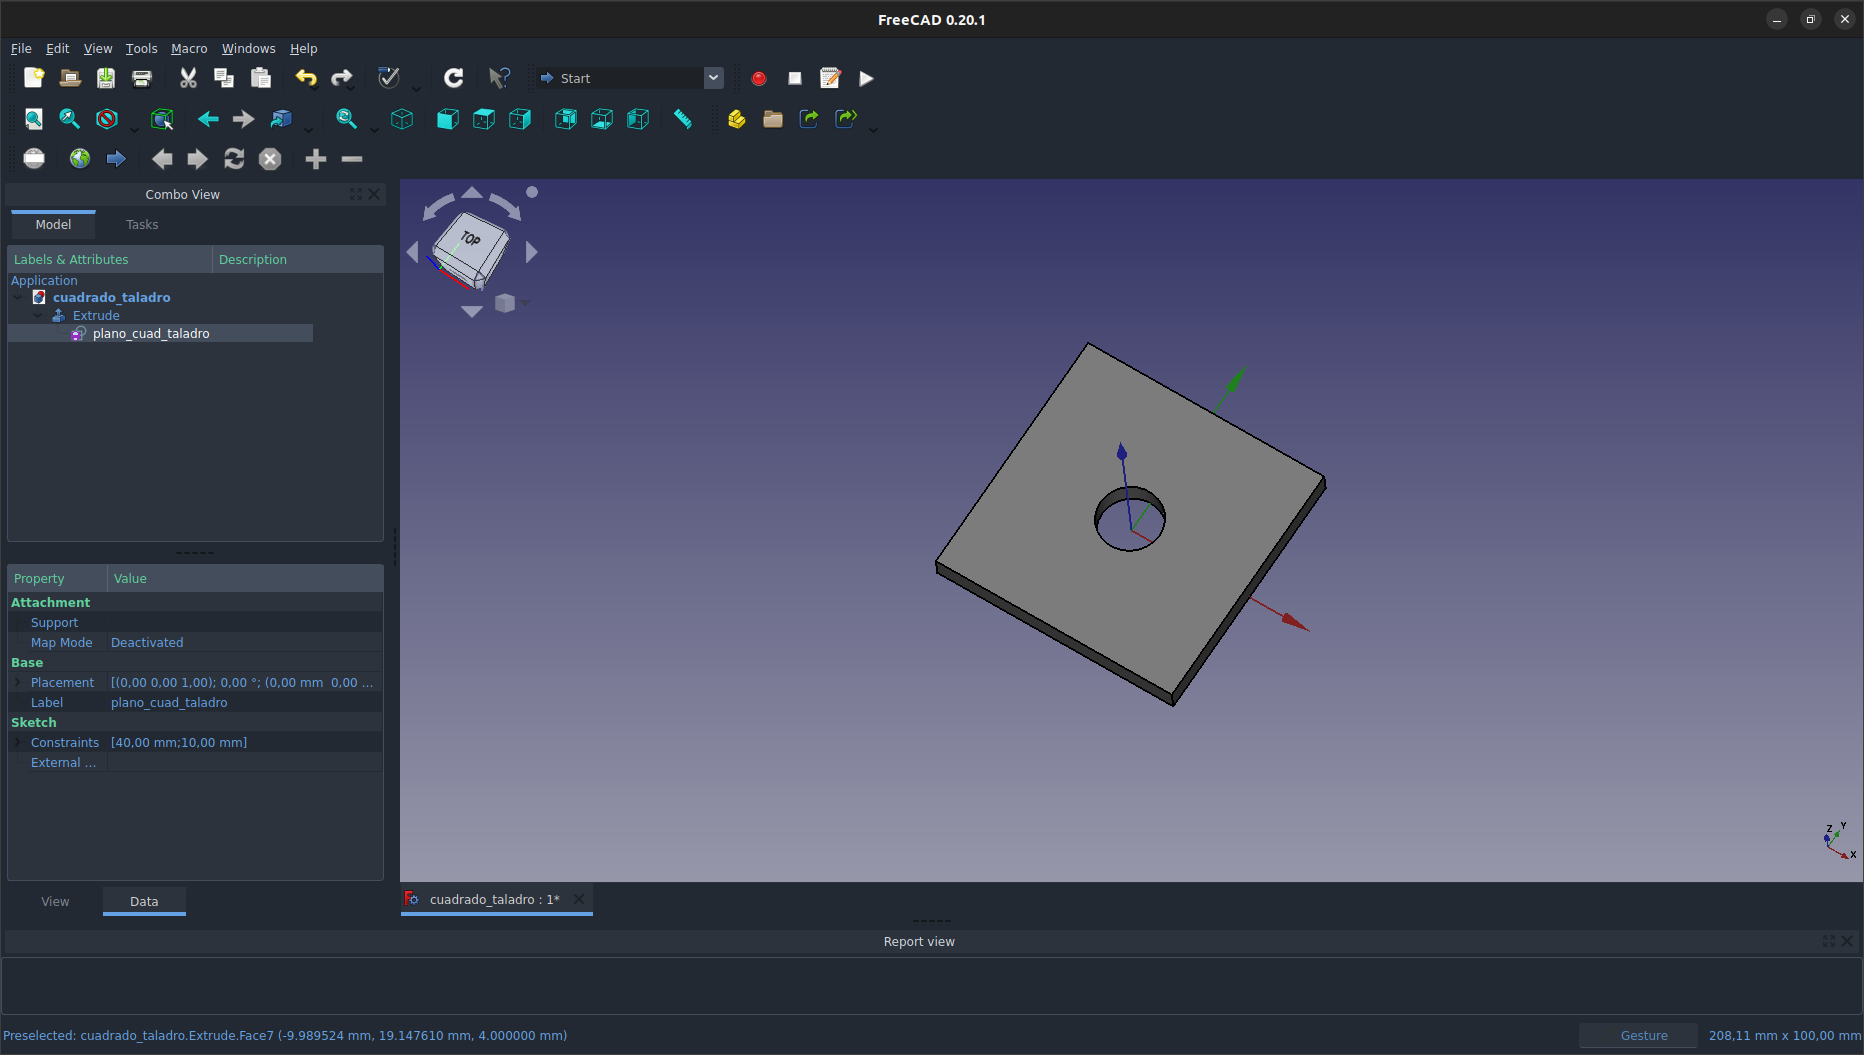 FreeCAD 0.20.1
File Edit View Tools Macro Windows Help
Start
Combo View
Model Tasks
Labels & Attributes Description
Application
cuadrado_taladro
Extrude
plano_cuad_taladro
Property Value
Attachment
Support
Map Mode Deactivated
Base
Placement [(0,00 0,00 1,00); 0,00 °; (0,00 mm 0,00 ...
Label plano_cuad_taladro
Sketch
Constraints [40,00 mm;10,00 mm]
External ...
View Data
TOP
Z Y
X
cuadrado_taladro : 1*
Report view
Preselected: cuadrado_taladro.Extrude.Face7 (-9.989524 mm, 19.147610 mm, 4.000000 mm)
Gesture 208,11 mm x 100,00 mm